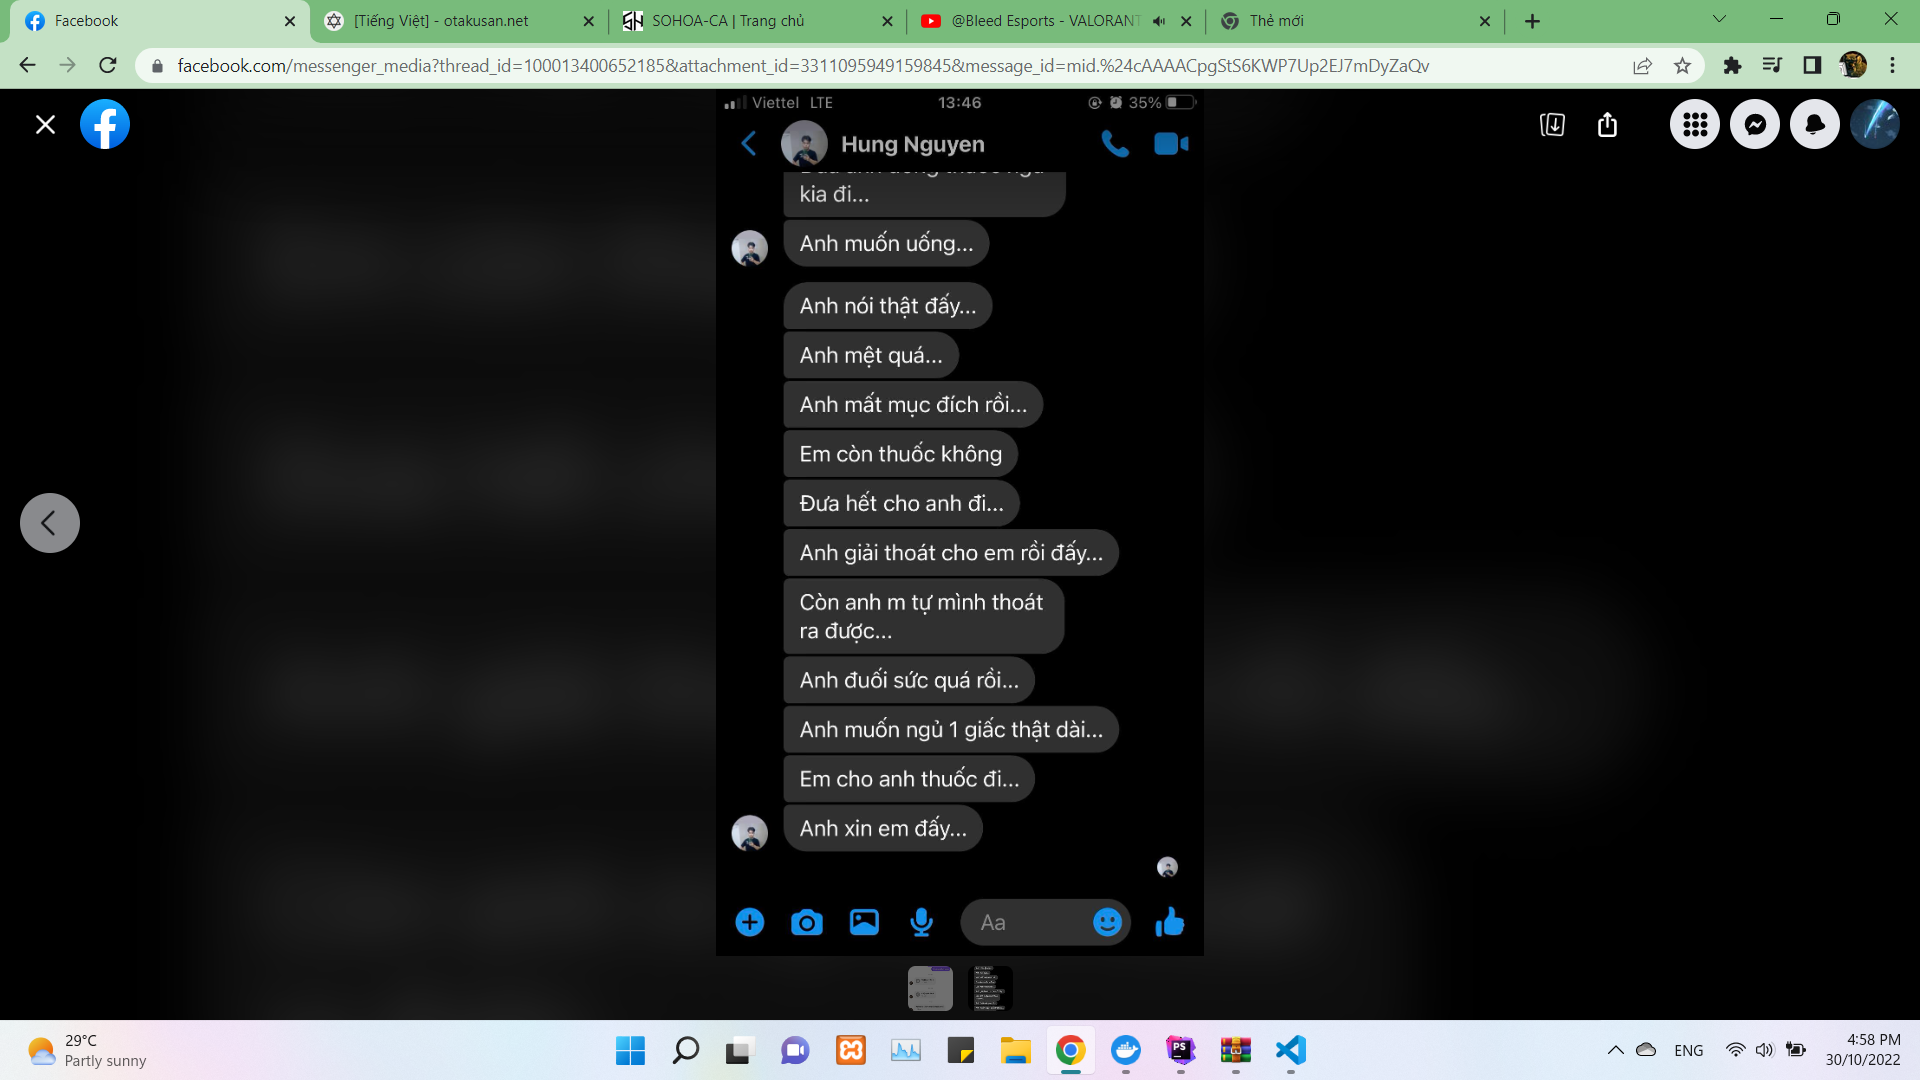 Facebook
[Tiếng Việt] - otakusan.net
SOHOA-CA | Trang chủ
@Bleed Esports - VALORANT
Thẻ mới
facebook.com/messenger_media?thread_id=100013400652185&attachment_id=3311095949159845&message_id=mid.%24cAAAACpgStS6KWP7Up2EJ7mDyZaQv
Viettel LTE
13:46
35%
Hung Nguyen
kia đi...
Anh muốn uống...
Anh nói thật đấy...
Anh mệt quá...
Anh mất mục đích rồi...
Em còn thuốc không
Đưa hết cho anh đi...
Anh giải thoát cho em rồi đấy...
Còn anh m tự mình thoát
ra được...
Anh đuối sức quá rồi...
Anh muốn ngủ 1 giấc thật dài...
Em cho anh thuốc đi...
Anh xin em đấy...
Aa
29°C
Partly sunny
PS
ENG
4:58 PM
30/10/2022